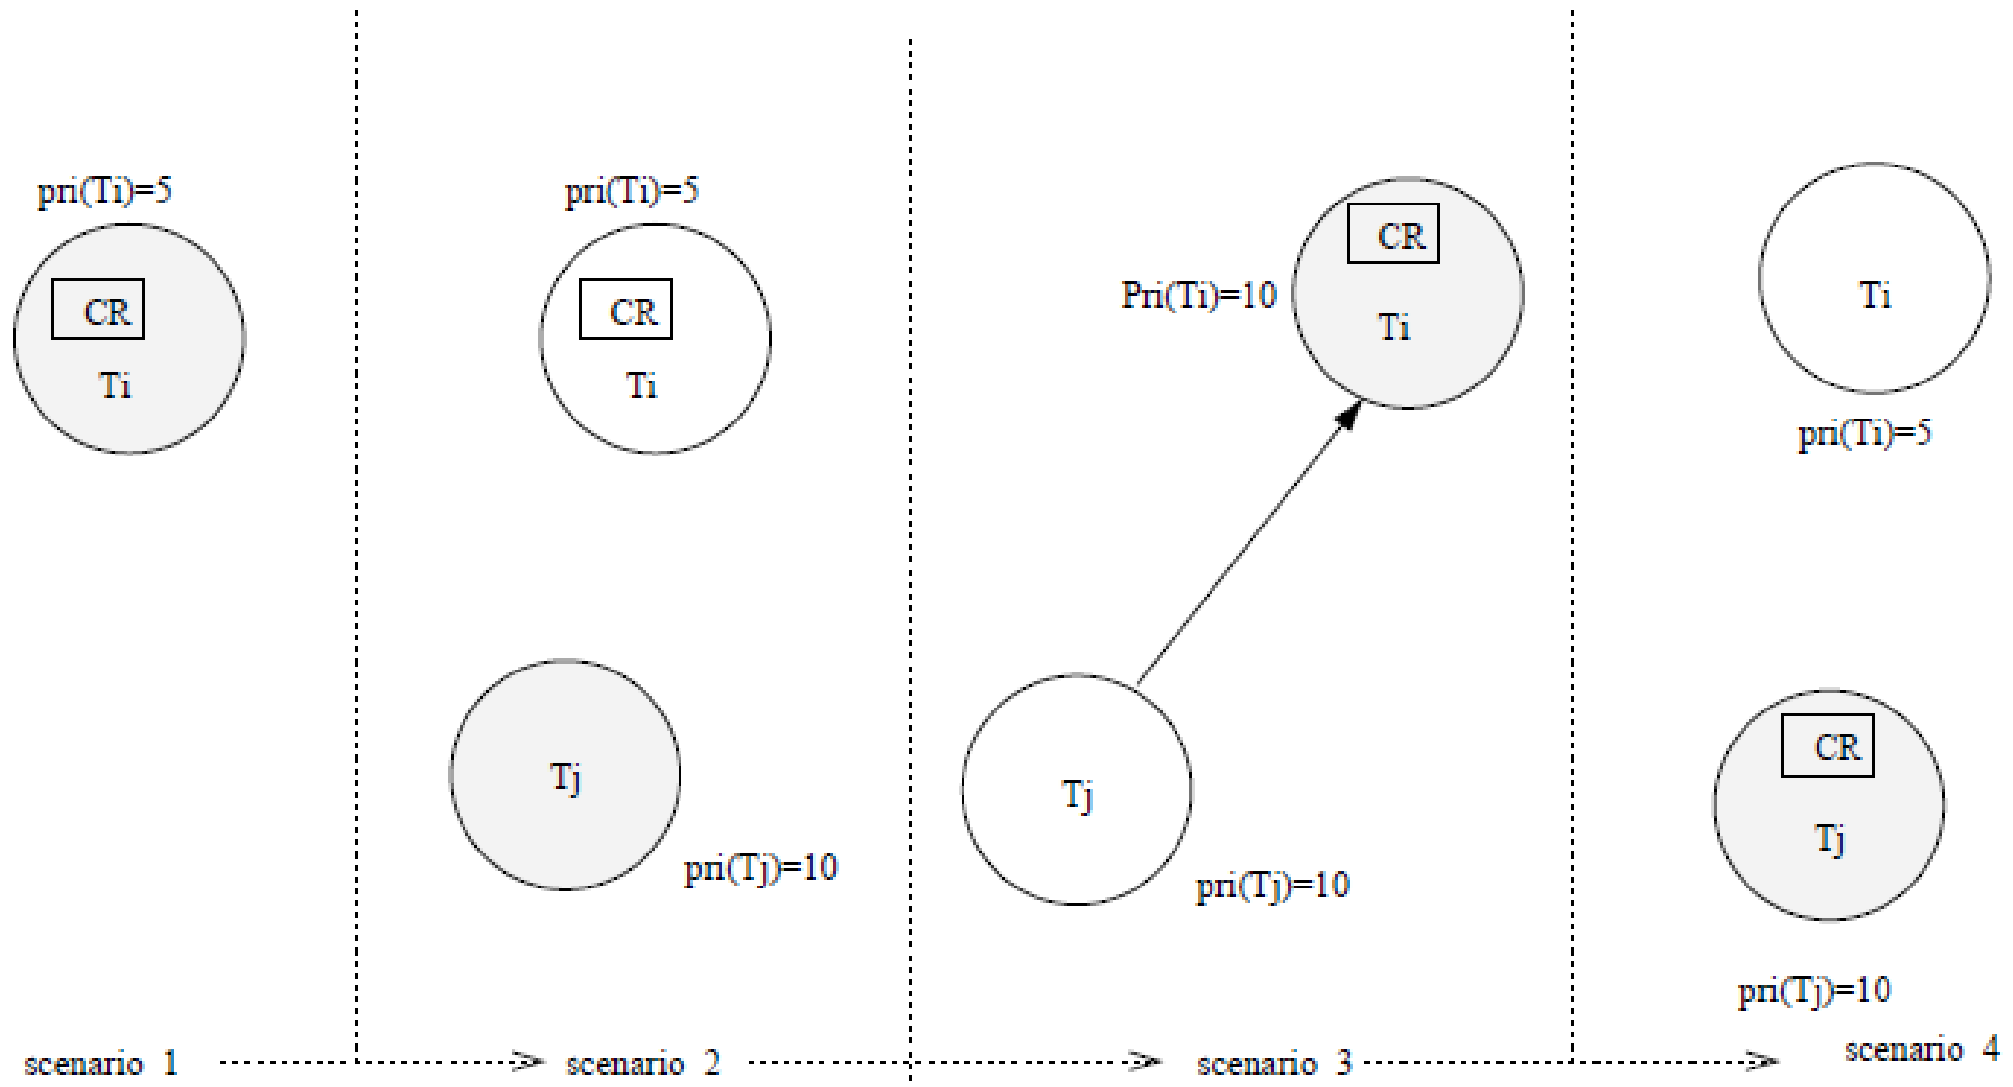 pri(Ti)=5
CR
Ti
scenario 1
pri(Ti)=5
CR
Ti
Tj
pri(Tj)=10
scenario 2
CR
Pri(Ti)=10
Ti
Tj
pri(Tj)=10
scenario 3
Ti
pri(Ti)=5
CR
Tj
pri(Tj)=10
scenario 4